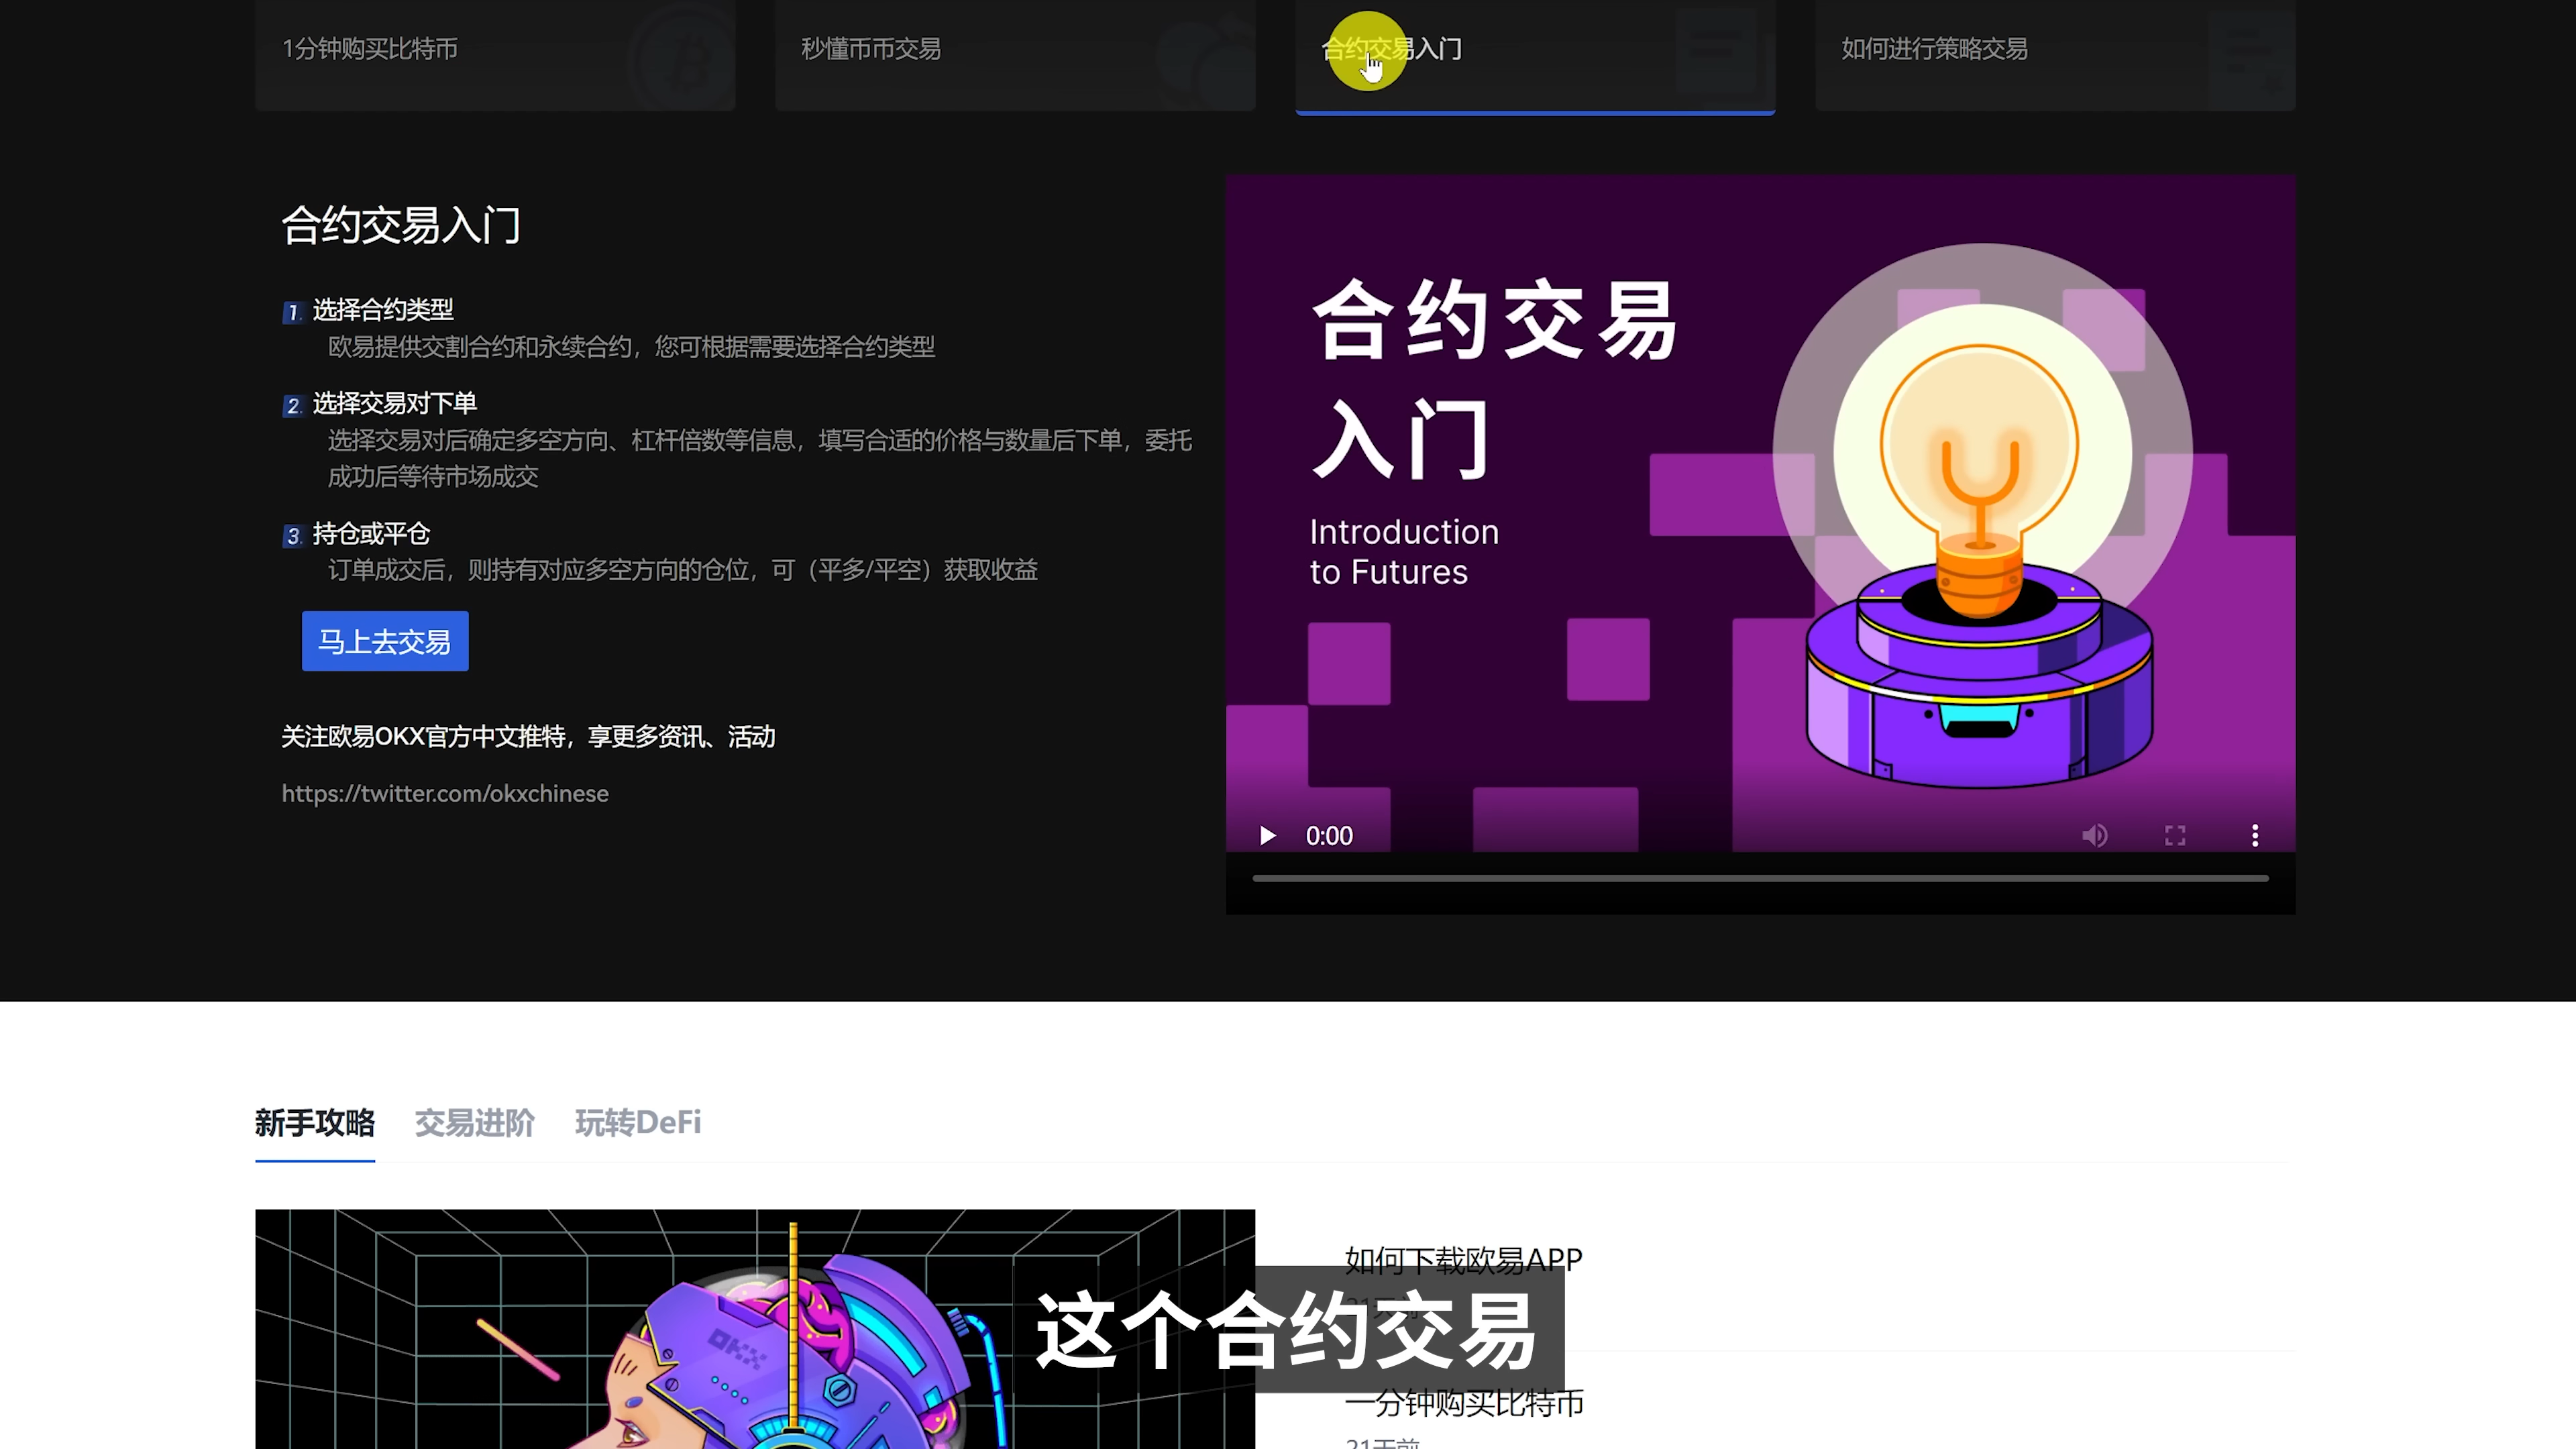 1分钟购买比特币
秒懂币币交易
合约交易入门
如何进行策略交易
合约交易入门
1. 选择合约类型
欧易提供交割合约和永续合约，您可根据需要选择合约类型
2. 选择交易对下单
选择交易对后确定多空方向、杠杆倍数等信息，填写合适的价格与数量后下单，委托
成功后等待市场成交
3. 持仓或平仓
订单成交后，则持有对应多空方向的仓位，可（平多/平空）获取收益
马上去交易
关注欧易OKX官方中文推特，享更多资讯、活动
https://twitter.com/okxchinese
合约交易
入门
Introduction
to Futures
0:00
新手攻略
交易进阶
玩转DeFi
OKX
如何下载欧易APP
21天前
这个合约交易
一分钟购买比特币
21天前